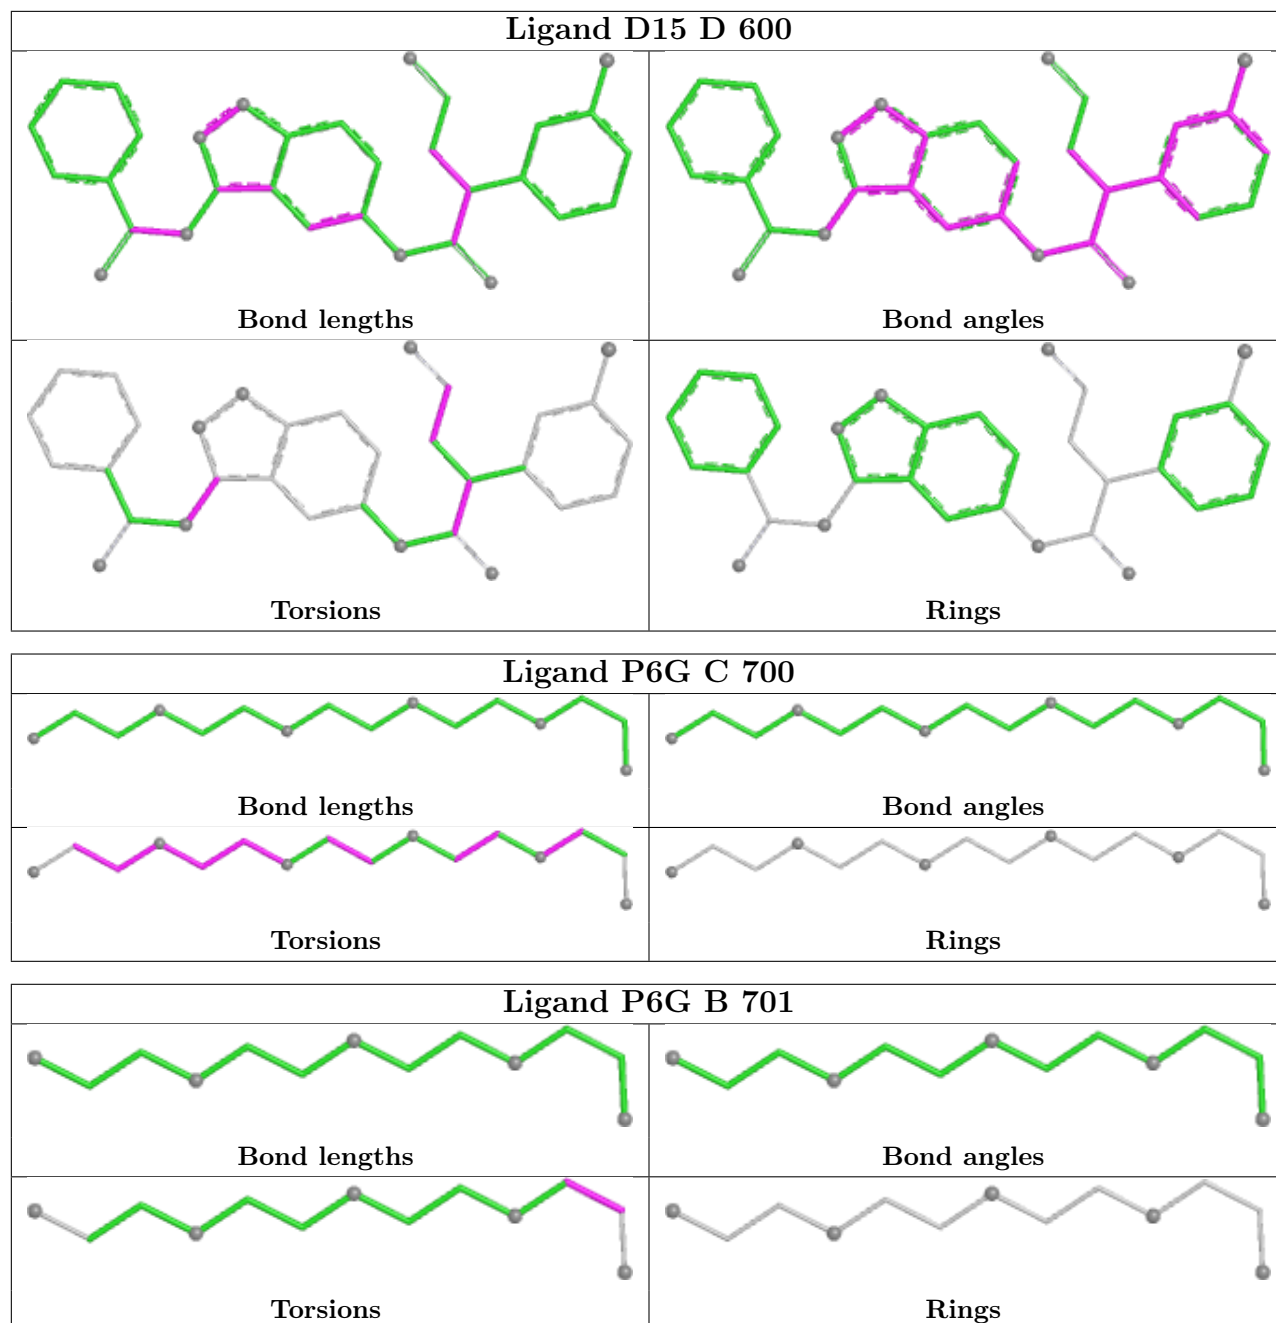 Ligand D15 D 600
Bond lengths
Bond angles
Torsions
Rings
Ligand P6G C 700
Bond lengths
Bond angles
Torsions
Rings
Ligand P6G B 701
Bond lengths
Bond angles
Torsions
Rings